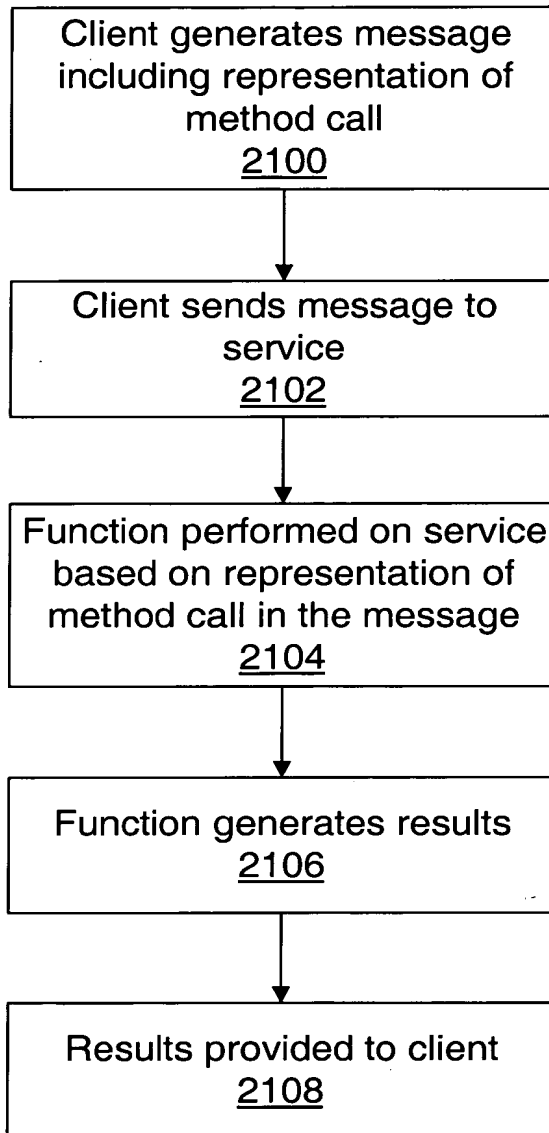 Client generates message
including representation of
method call
2100
Client sends message to
service
2102
Function performed on service
based on representation of
method call in the message
2104
Function generates results
2106
Results provided to client
2108